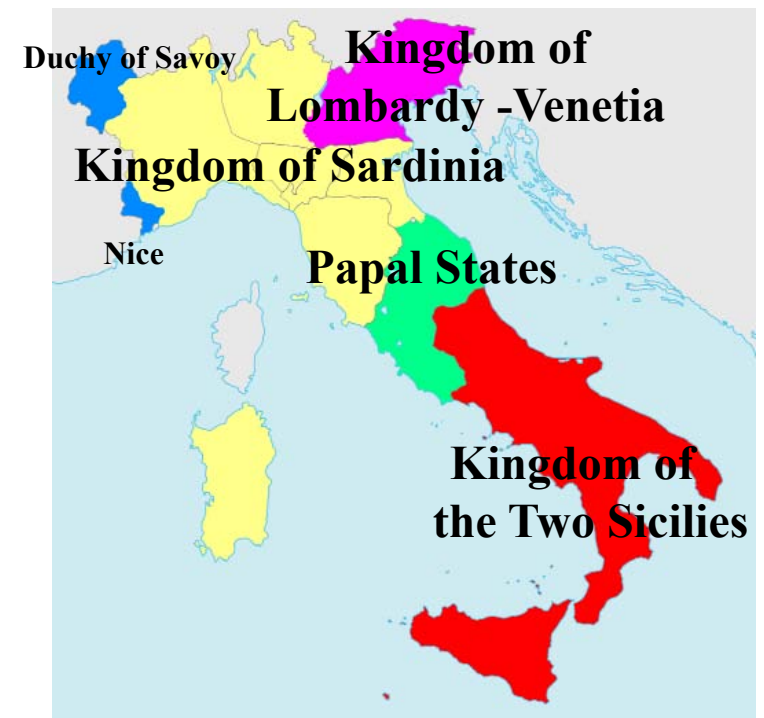 Duchy of Savoy
Kingdom of
Lombardy -Venetia
Kingdom of Sardinia
Nice
Papal States
Kingdom of
the Two Sicilies